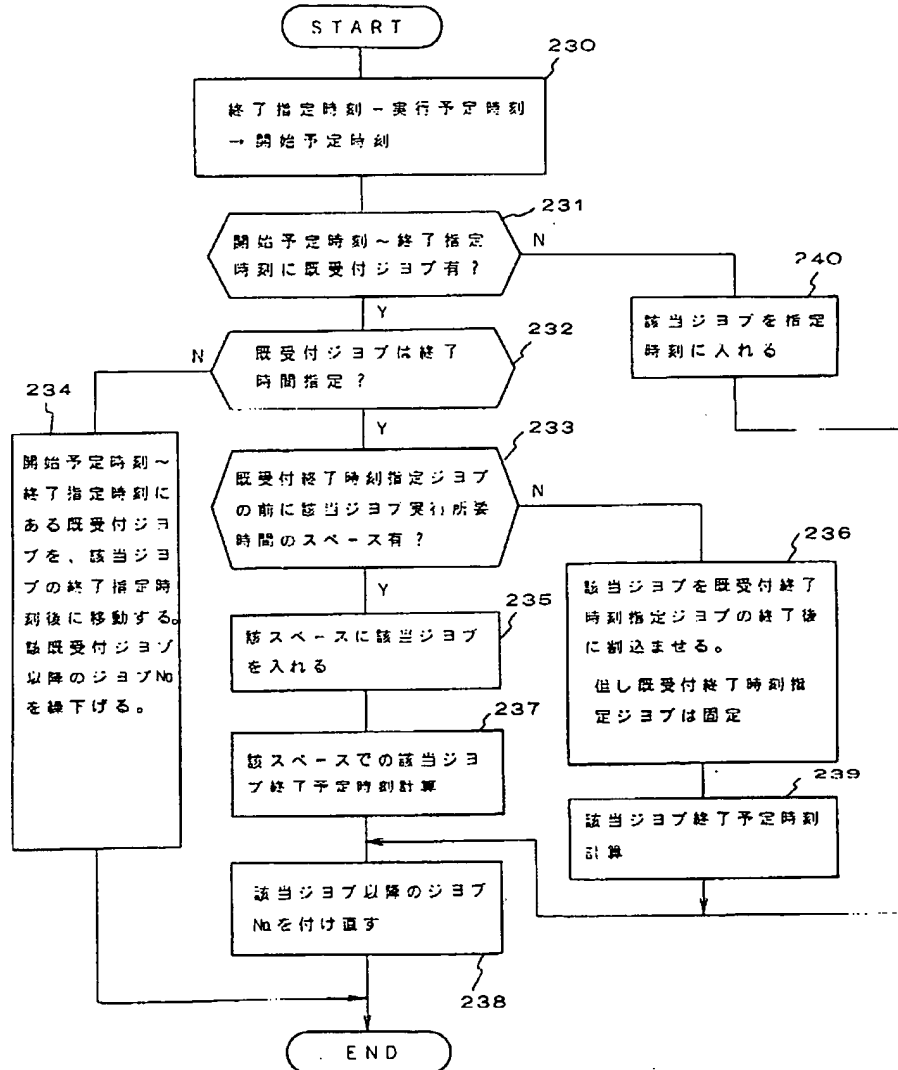 START
230
終了指定時刻－実行予定時刻
→開始予定時刻
231
開始予定時刻～終了指定
時刻に既受付ジョブ有？
N
Y
240
該当ジョブを指定
時刻に入れる
232
既受付ジョブは終了
時間指定？
N
Y
234
開始予定時刻～
終了指定時刻に
ある既受付ジョ
ブを、該当ジョ
ブの終了指定時
刻後に移動する。
該既受付ジョブ
以降のジョブNo
を繰下げる。
233
既受付終了時刻指定ジョブ
の前に該当ジョブ実行所要
時間のスペース有？
N
Y
235
該スペースに該当ジョブ
を入れる
236
該当ジョブを既受付終了
時刻指定ジョブの終了後
に割込ませる。
但し既受付終了時刻指
定ジョブは固定
237
該スペースでの該当ジョ
ブ終了予定時刻計算
239
該当ジョブ終了予定時刻
計算
該当ジョブ以降のジョブ
Noを付け直す
238
END